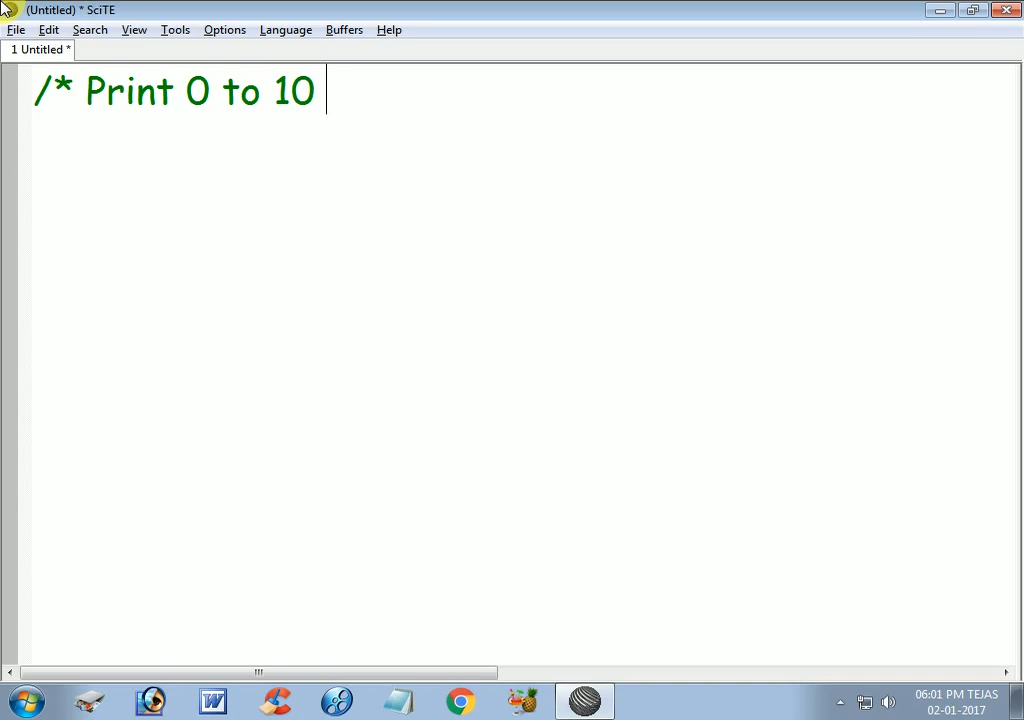 (Untitled) * SciTE
File Edit Search View Tools Options Language Buffers Help
1 Untitled *
/* Print 0 to 10
06:01 PM TEJAS
02-01-2017